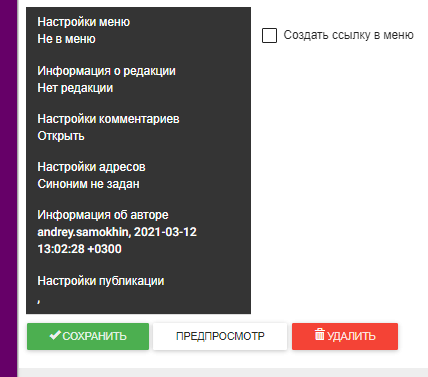 Настройки меню
Не в меню
Создать ссылку в меню
Информация о редакции
Нет редакции
Настройки комментариев
Открыть
Настройки адресов
Синоним не задан
Информация об авторе
andrey.samokhin, 2021-03-12
13:02:28 +0300
Настройки публикации
,
СОХРАНИТЬ
ПРЕДПРОСМОТР
УДАЛИТЬ